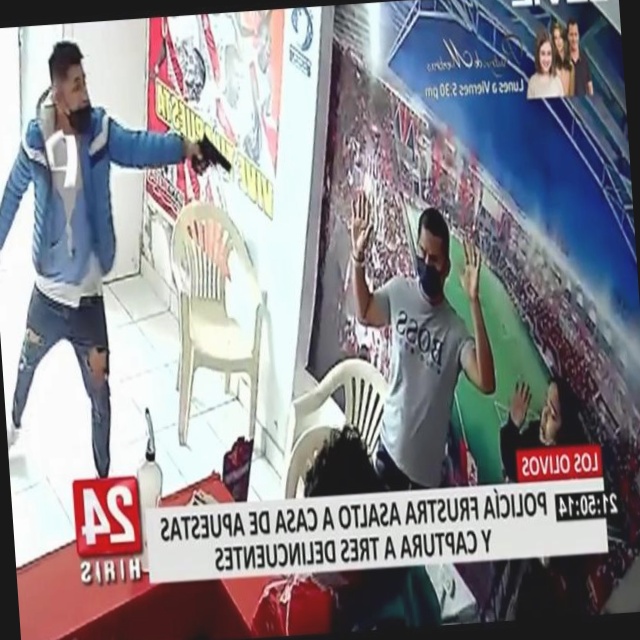 Lunes a Viernes 5:30 pm
BOSS
LOS OLIVOS
21:50:14
POLICÍA FRUSTRA ASALTO A CASA DE APUESTAS
Y CAPTURA A TRES DELINCUENTES
24